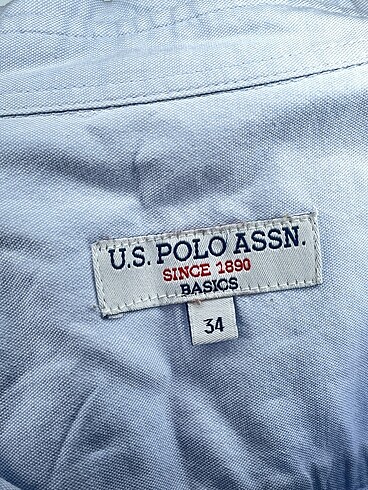 U.S. POLO ASSN.
SINCE 1890
BASICS
34